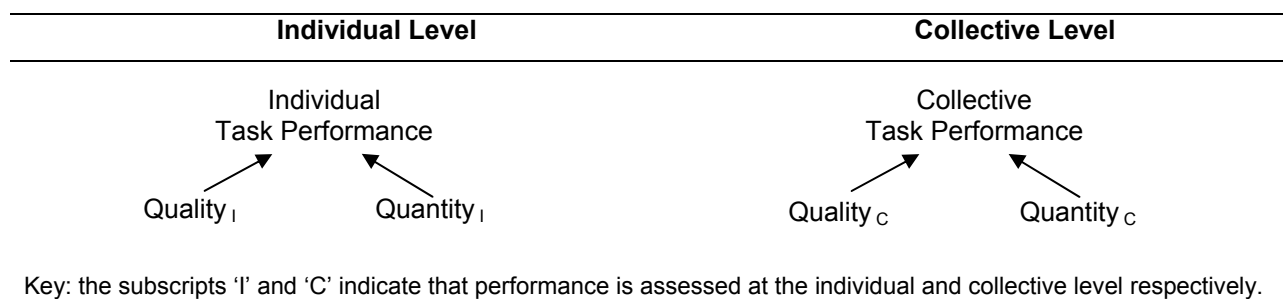 Individual Level Collective Level
Individual Collective
Task Performance Task Performance
Quality I Quantity I Quality C Quantity C
Key: the subscripts ‘I’ and ‘C’ indicate that performance is assessed at the individual and collective level respectively.